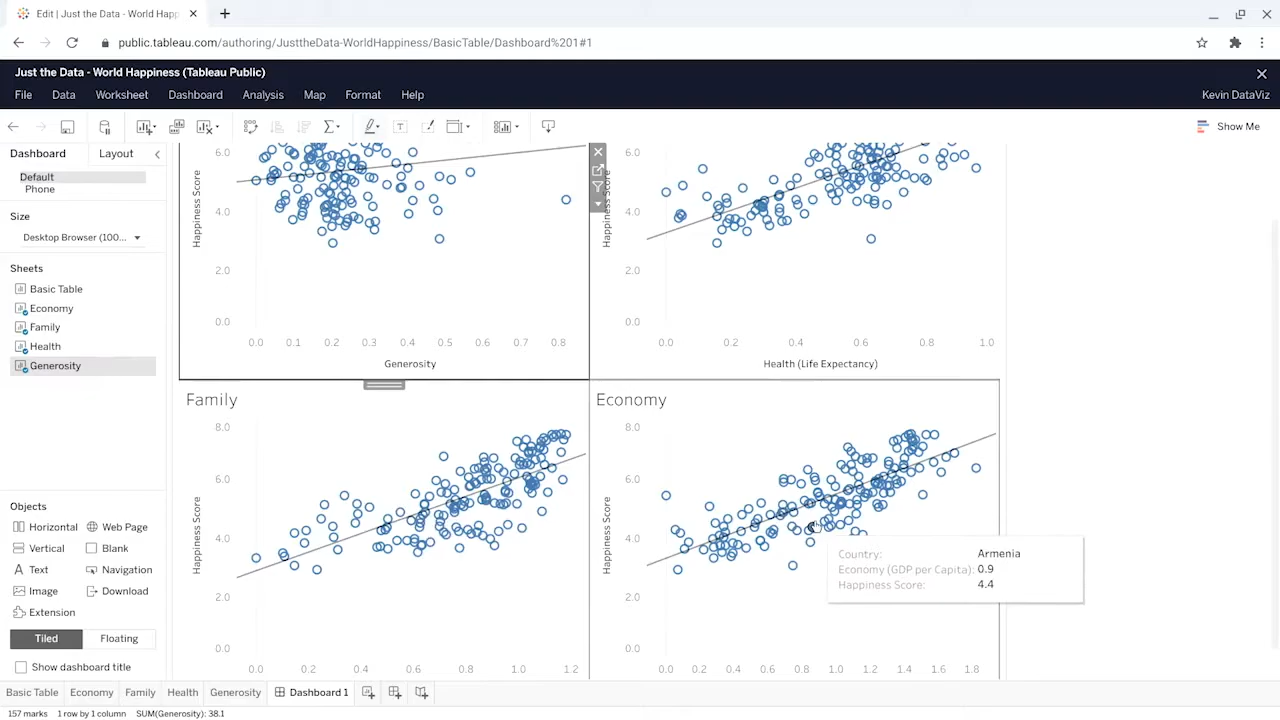 Edit | Just the Data - World Happ
public.tableau.com/authoring/JusttheData-WorldHappiness/BasicTable/Dashboard%201#1
Just the Data - World Happiness (Tableau Public)
File Data Worksheet Dashboard Analysis Map Format Help
Kevin DataViz
Show Me
Dashboard Layout
Default
Phone
Size
Desktop Browser (100...
Sheets
Basic Table
Economy
Family
Health
Generosity
Objects
Horizontal Web Page
Vertical Blank
Text Navigation
Image Download
Extension
Tiled Floating
Show dashboard title
6.0
4.0
2.0
0.0
Happiness Score
0.0 0.1 0.2 0.3 0.4 0.5 0.6 0.7 0.8
Generosity
6.0
4.0
2.0
0.0
Happiness Score
0.0 0.2 0.4 0.6 0.8 1.0
Health (Life Expectancy)
Family
8.0
6.0
4.0
2.0
0.0
Happiness Score
0.0 0.2 0.4 0.6 0.8 1.0 1.2
Economy
8.0
6.0
4.0
2.0
0.0
Happiness Score
0.0 0.2 0.4 0.6 0.8 1.0 1.2 1.4 1.6 1.8
Country: Armenia
Economy (GDP per Capita): 0.9
Happiness Score: 4.4
Basic Table Economy Family Health Generosity Dashboard 1
157 marks 1 row by 1 column SUM(Generosity): 38.1